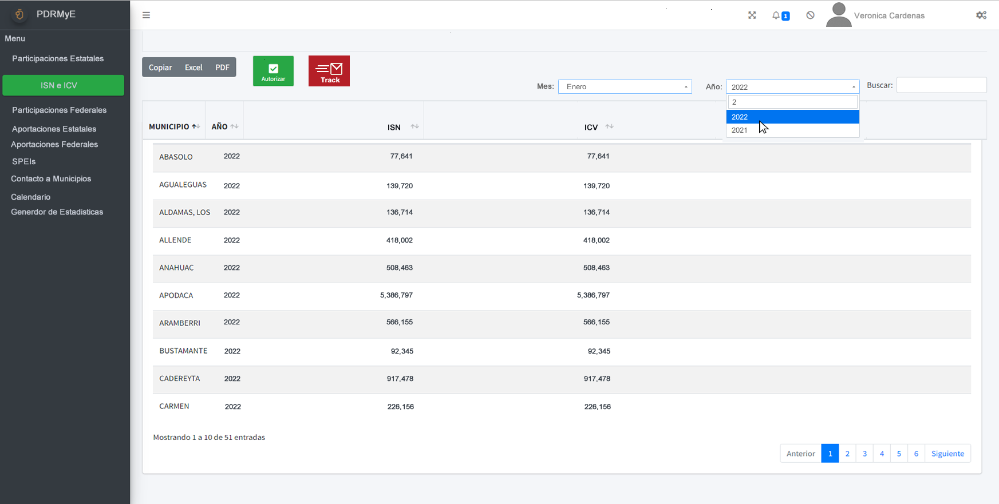 PDRMyE
1
Veronica Cardenas
Menu
Participaciones Estatales
ISN e ICV
Participaciones Federales
Aportaciones Estatales
Aportaciones Federales
SPEIs
Contacto a Municipios
Calendario
Generdor de Estadisticas
Copiar Excel PDF
Autorizar
Track
Mes: Enero Año: 2022 Buscar:
2
2022
2021
MUNICIPIO AÑO ISN ICV
ABASOLO 2022 77,641 77,641
AGUALEGUAS 2022 139,720 139,720
ALDAMAS, LOS 2022 136,714 136,714
ALLENDE 2022 418,002 418,002
ANAHUAC 2022 508,463 508,463
APODACA 2022 5,386,797 5,386,797
ARAMBERRI 2022 566,155 566,155
BUSTAMANTE 2022 92,345 92,345
CADEREYTA 2022 917,478 917,478
CARMEN 2022 226,156 226,156
Mostrando 1 a 10 de 51 entradas
Anterior 1 2 3 4 5 6 Siguiente